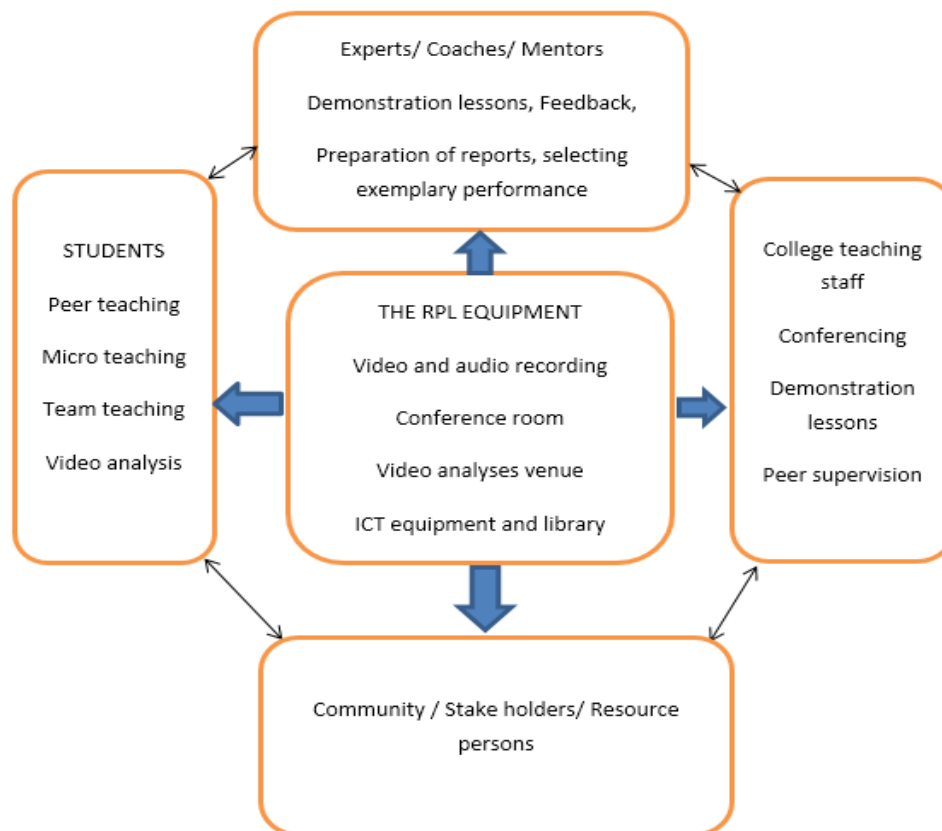 Experts/ Coaches/ Mentors
Demonstration lessons, Feedback,
Preparation of reports, selecting
exemplary performance
STUDENTS
Peer teaching
Micro teaching
Team teaching
Video analysis
THE RPL EQUIPMENT
Video and audio recording
Conference room
Video analyses venue
ICT equipment and library
College teaching
staff
Conferencing
Demonstration
lessons
Peer supervision
Community / Stake holders/ Resource
persons